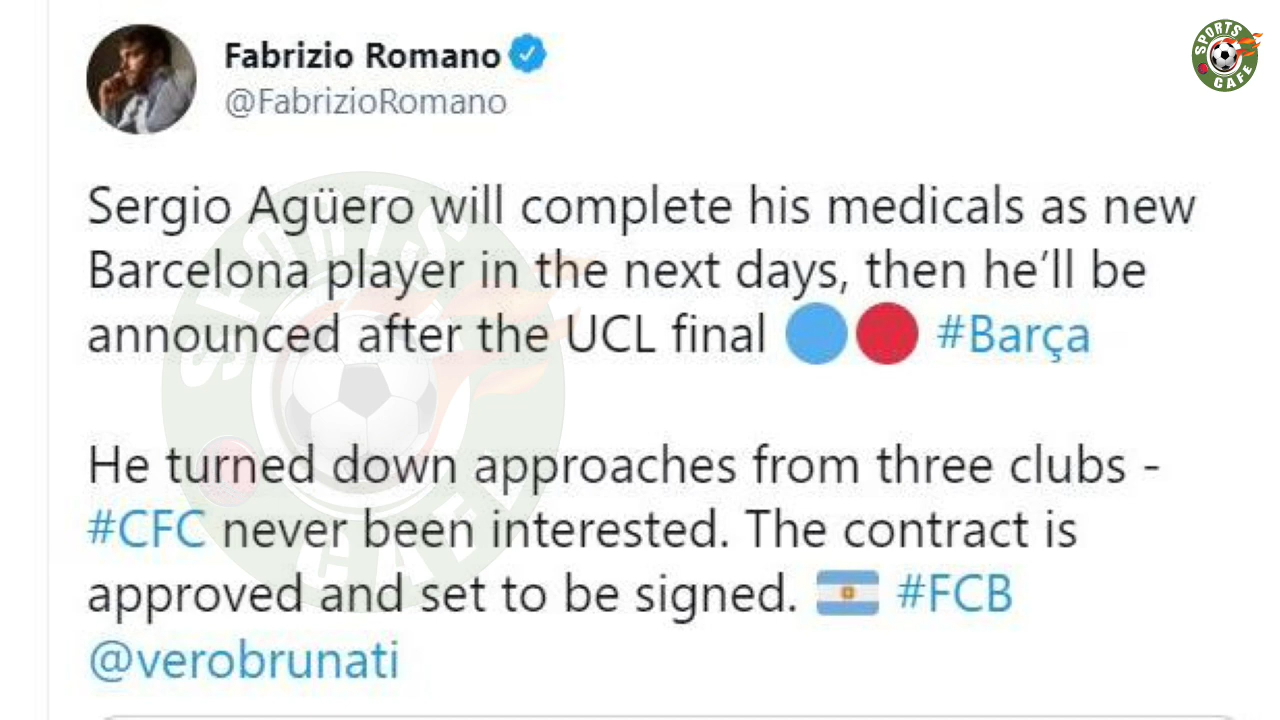 Fabrizio Romano
@FabrizioRomano
SPORTS
CAFE
Sergio Agüero will complete his medicals as new
Barcelona player in the next days, then he’ll be
announced after the UCL final 🔵🔴 #Barça
He turned down approaches from three clubs -
#CFC never been interested. The contract is
approved and set to be signed. 🇦🇷 #FCB
@verobrunati
SPORTS
CAFE